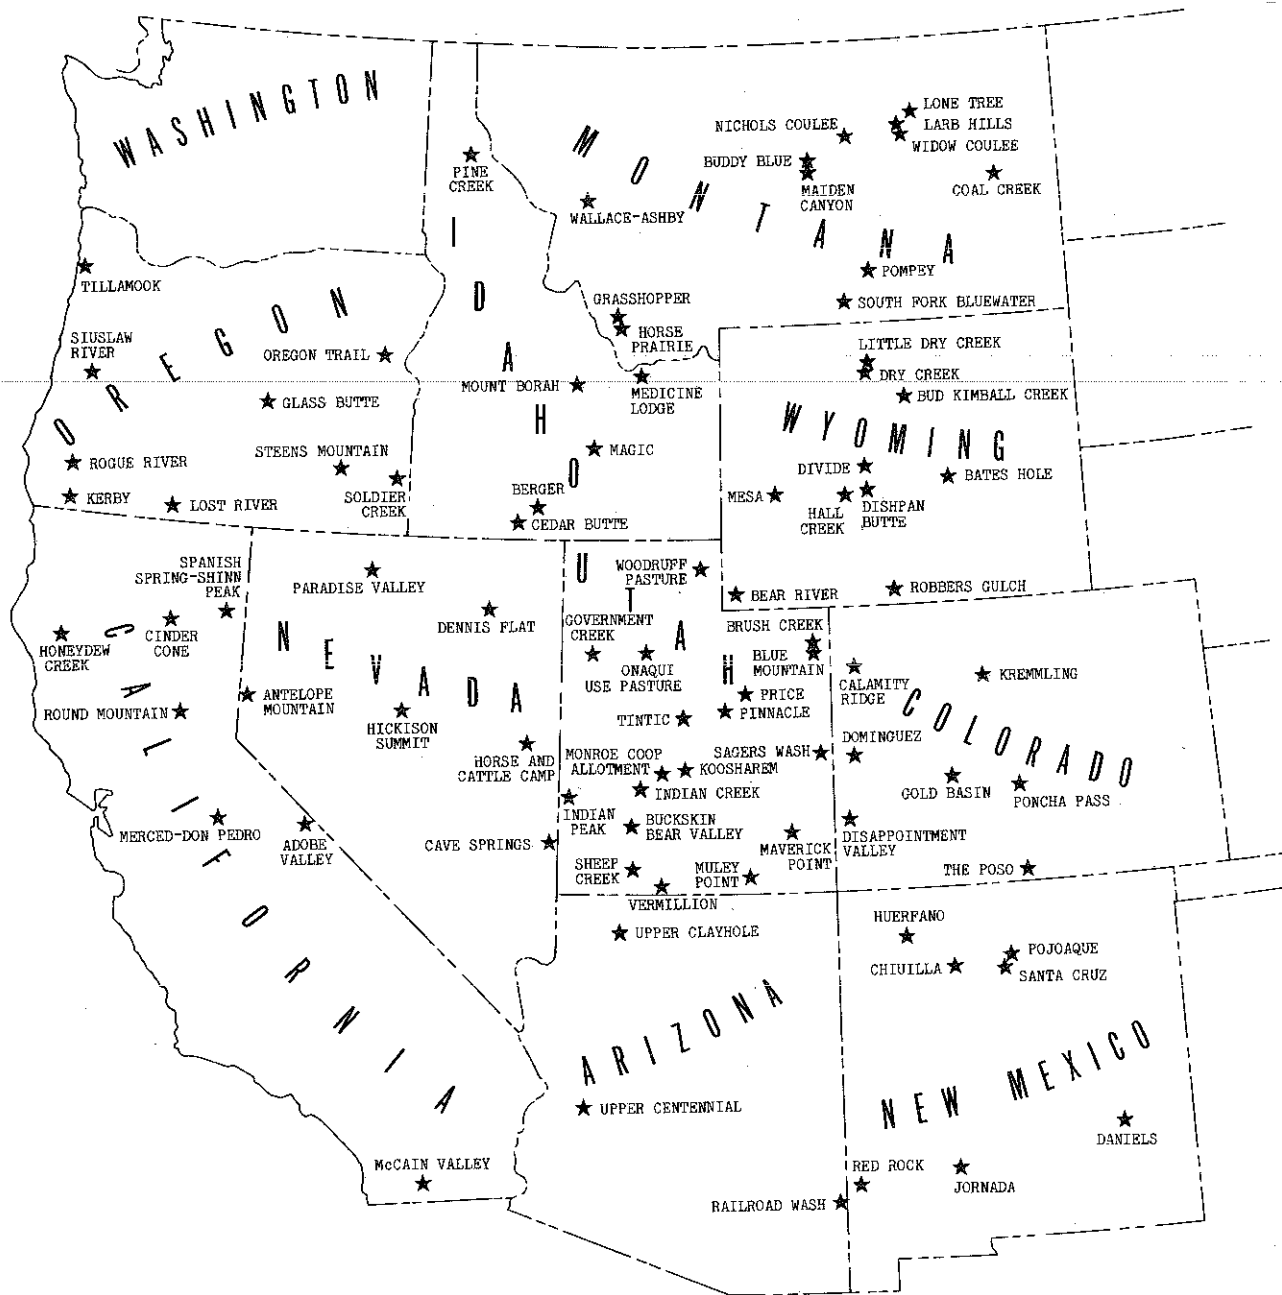 WASHINGTON
MONTANA
LONE TREE
LARB HILLS
NICHOLS COULEE
WIDOW COULEE
BUDDY BLUE
MAIDEN
CANYON
COAL CREEK
PINE
CREEK
WALLACE-ASHBY
IDAHO
POMPEY
SOUTH FORK BLUEWATER
TILLAMOOK
OREGON
SIUSLAW
RIVER
OREGON TRAIL
GLASS BUTTE
ROGUE RIVER
STEENS MOUNTAIN
KERBY
LOST RIVER
SOLDIER
CREEK
GRASSHOPPER
HORSE
PRAIRIE
MOUNT BORAH
MEDICINE
LODGE
MAGIC
BERGER
CEDAR BUTTE
LITTLE DRY CREEK
DRY CREEK
BUD KIMBALL CREEK
WYOMING
DIVIDE
BATES HOLE
MESA
HALL
CREEK
DISHPAN
BUTTE
BEAR RIVER
ROBBERS GULCH
SPANISH
SPRING-SHINN
PEAK
HONEYDEW
CREEK
CINDER
CONE
CALIFORNIA
ROUND MOUNTAIN
MERCED-DON PEDRO
ADOBE
VALLEY
McCAIN VALLEY
PARADISE VALLEY
DENNIS FLAT
NEVADA
ANTELOPE
MOUNTAIN
HICKISON
SUMMIT
HORSE AND
CATTLE CAMP
CAVE SPRINGS
UTAH
WOODRUFF
PASTURE
GOVERNMENT
CREEK
ONAQUI
USE PASTURE
BRUSH CREEK
BLUE
MOUNTAIN
PRICE
PINNACLE
TINTIC
MONROE COOP
ALLOTMENT
KOOSHAREM
SAGERS WASH
INDIAN CREEK
INDIAN
PEAK
BUCKSKIN
BEAR VALLEY
MAVERICK
POINT
SHEEP
CREEK
MULEY
POINT
VERMILLION
CALAMITY
RIDGE
KREMMLING
COLORADO
DOMINGUEZ
GOLD BASIN
PONCHA PASS
DISAPPOINTMENT
VALLEY
THE POSO
UPPER CLAYHOLE
ARIZONA
UPPER CENTENNIAL
RAILROAD WASH
HUERFANO
CHIUILLA
POJOAQUE
SANTA CRUZ
NEW MEXICO
DANIELS
RED ROCK
JORNADA